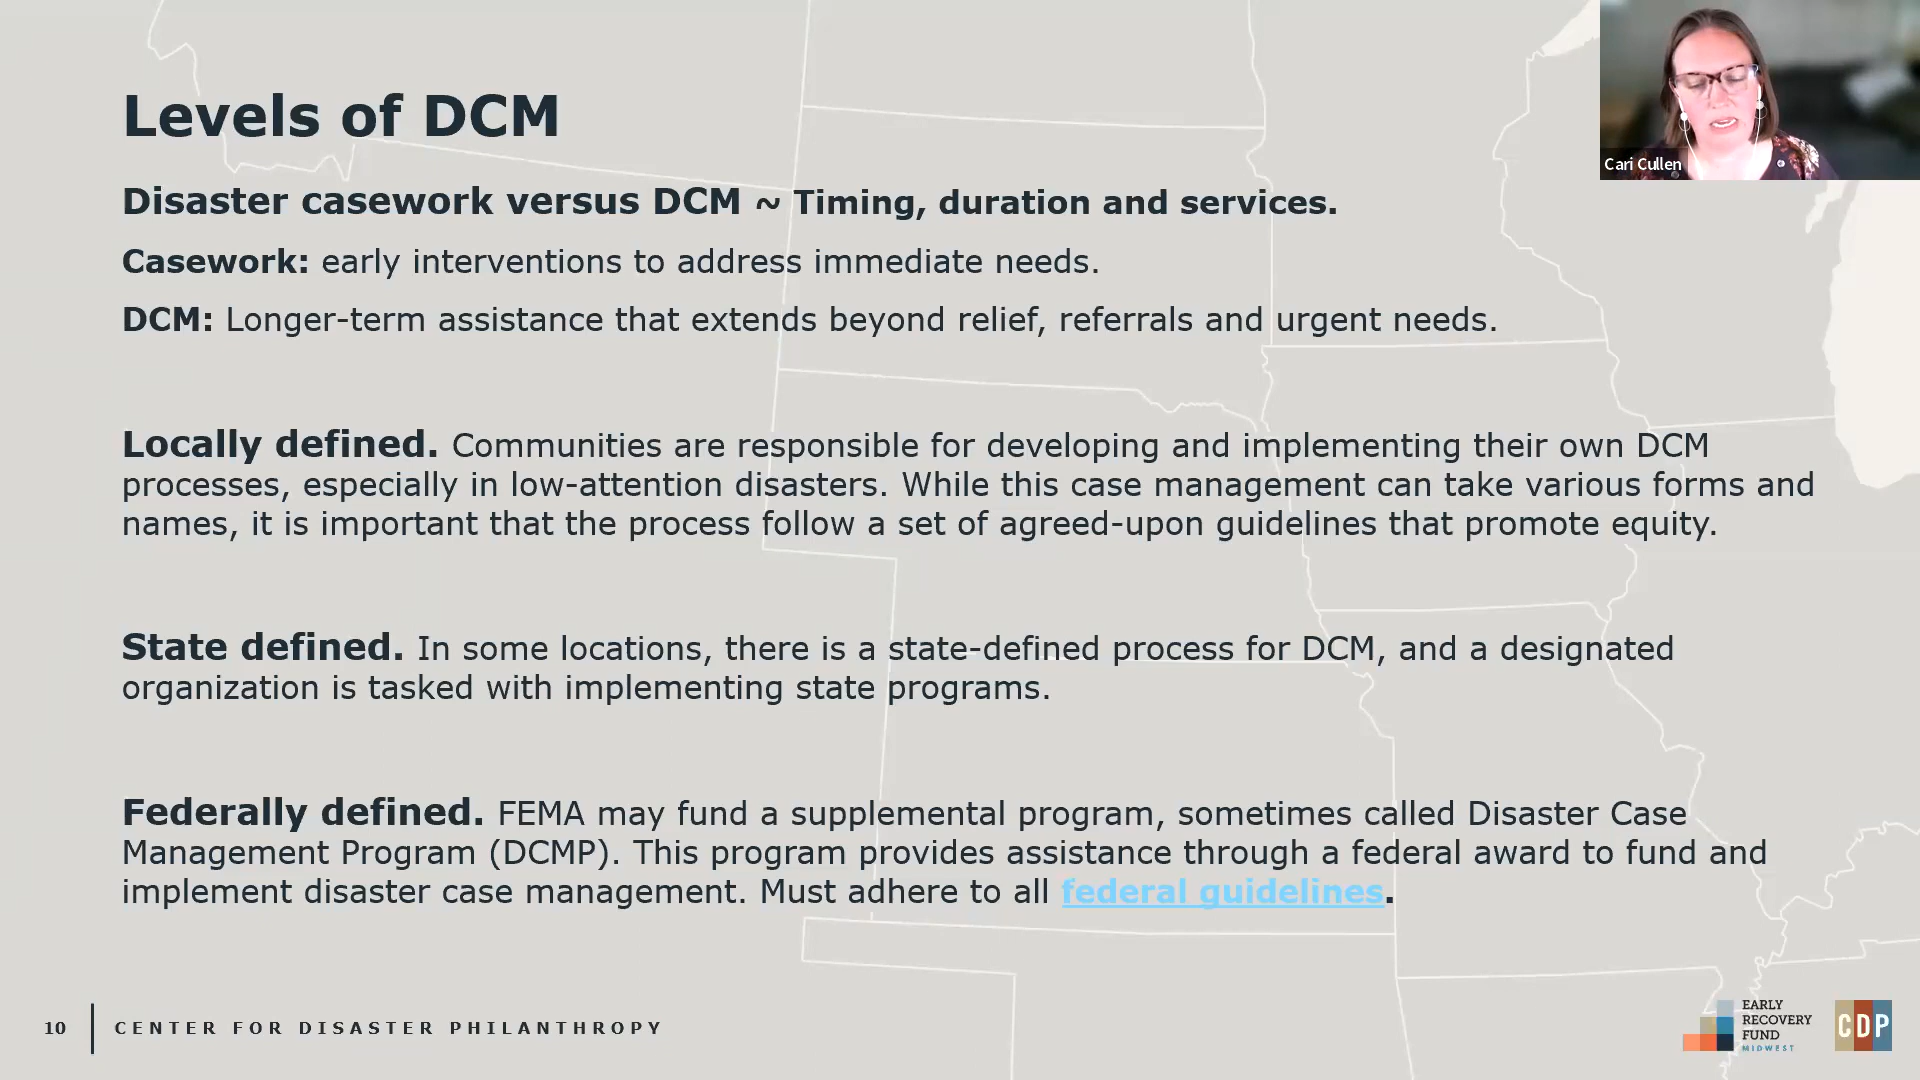 Levels of DCM
Disaster casework versus DCM ~ Timing, duration and services.
Casework: early interventions to address immediate needs.
DCM: Longer-term assistance that extends beyond relief, referrals and urgent needs.
Locally defined. Communities are responsible for developing and implementing their own DCM
processes, especially in low-attention disasters. While this case management can take various forms and
names, it is important that the process follow a set of agreed-upon guidelines that promote equity.
State defined. In some locations, there is a state-defined process for DCM, and a designated
organization is tasked with implementing state programs.
Federally defined. FEMA may fund a supplemental program, sometimes called Disaster Case
Management Program (DCMP). This program provides assistance through a federal award to fund and
implement disaster case management. Must adhere to all federal guidelines.
Cari Cullen
10
CENTER FOR DISASTER PHILANTHROPY
EARLY
RECOVERY
FUND
MIDWEST
CDP